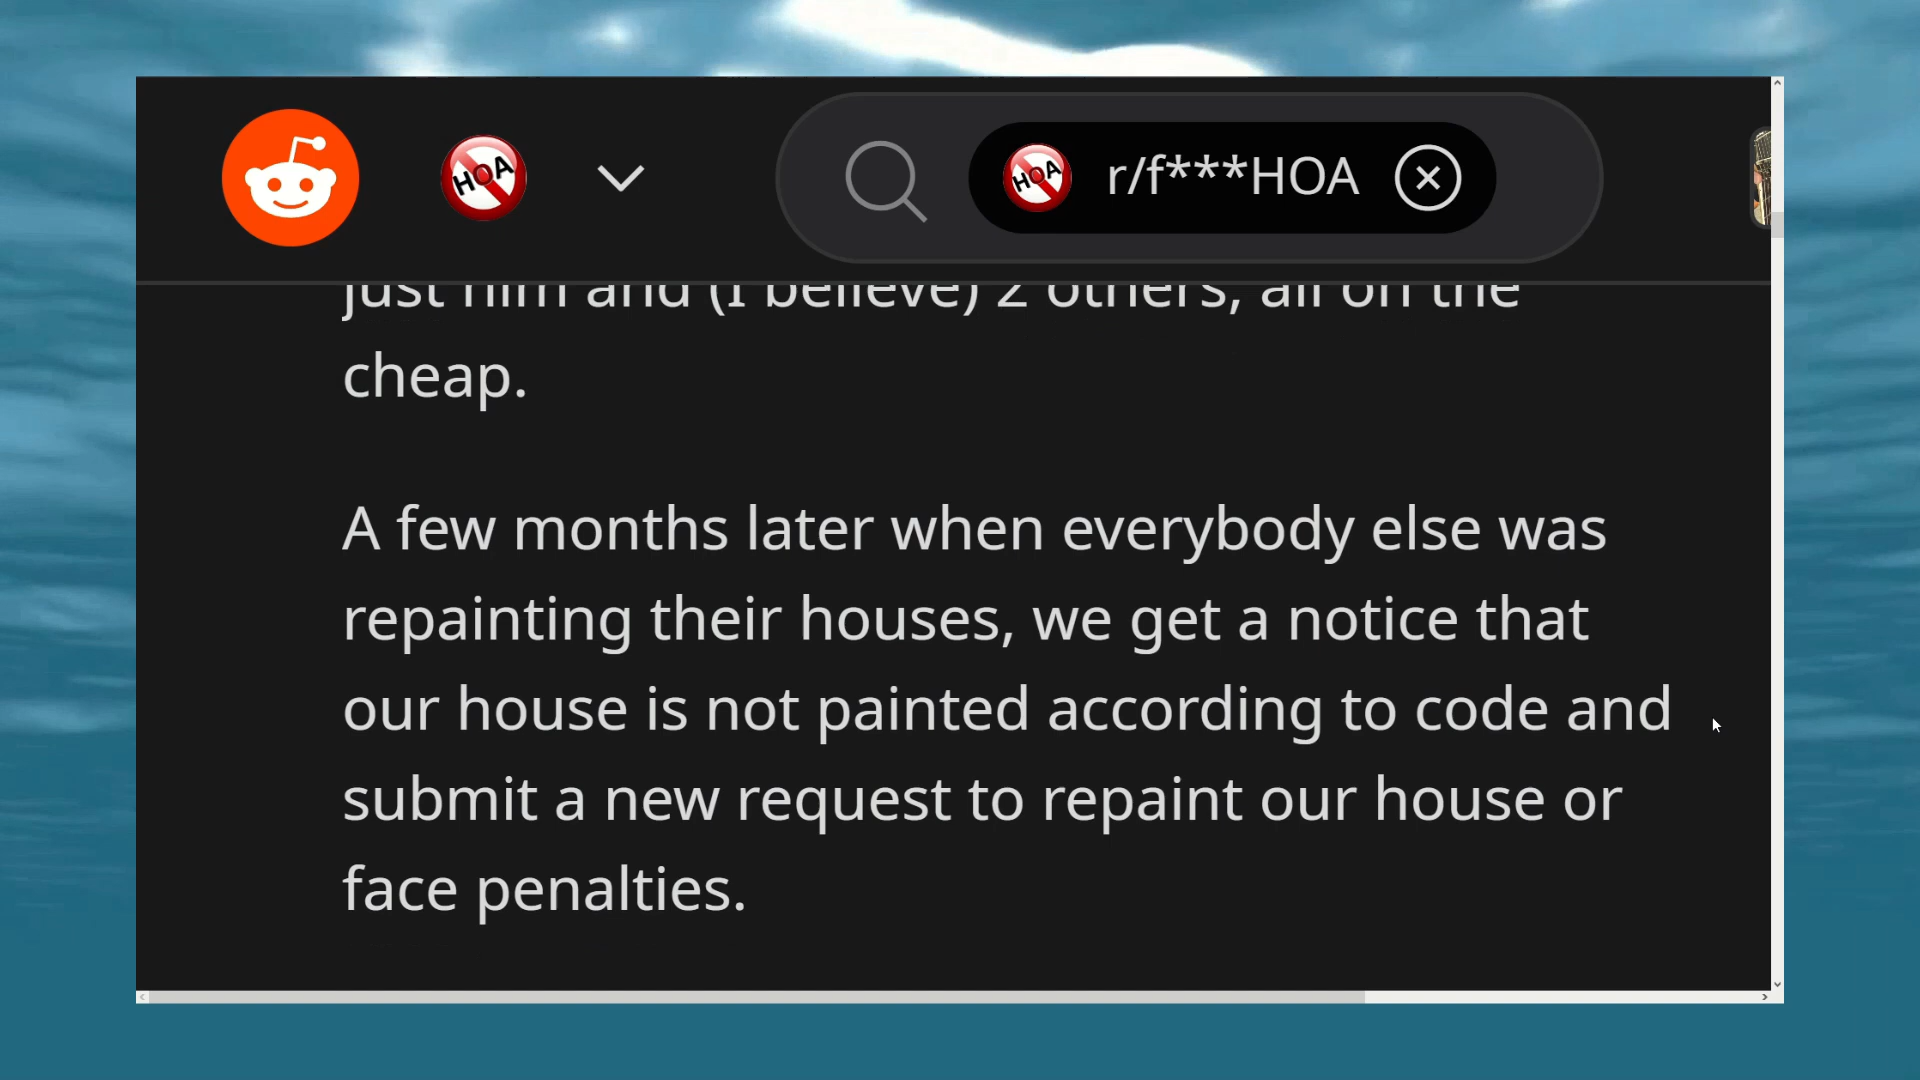 HOA
HOA r/f***HOA
just him and (I believe) 2 others, all on the
cheap.
A few months later when everybody else was
repainting their houses, we get a notice that
our house is not painted according to code and
submit a new request to repaint our house or
face penalties.